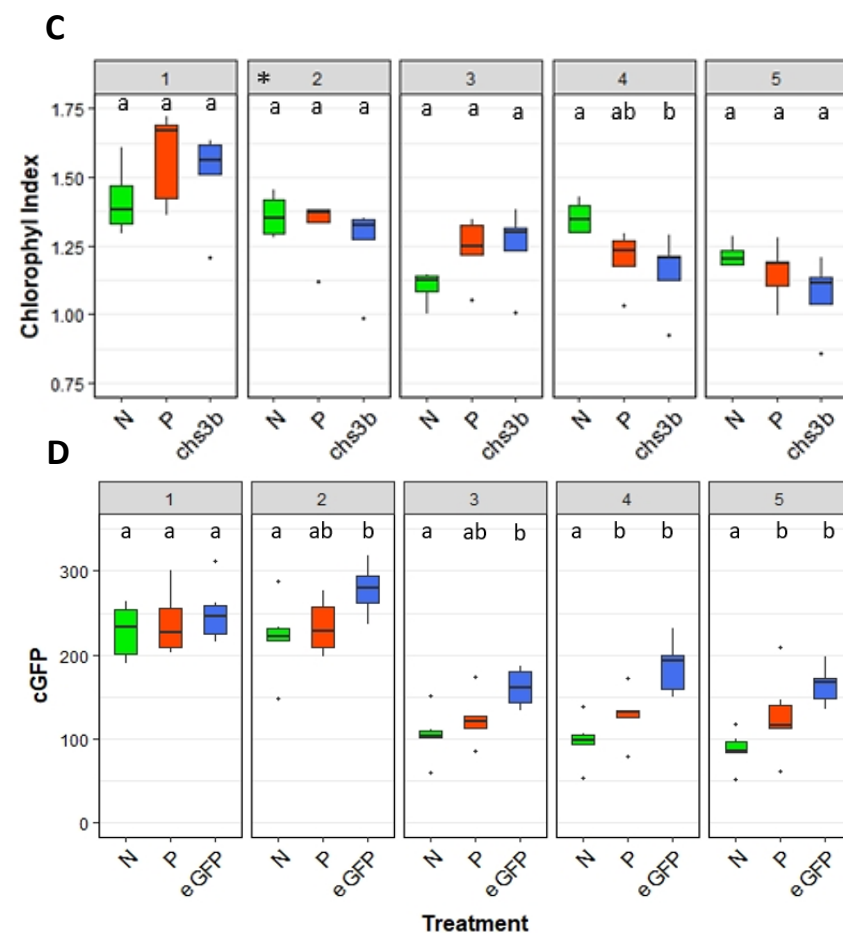 C
1 * 2 3 4 5
a a a a a a a a a a ab b a a a
Chlorophyl Index
1.75
1.50
1.25
1.00
0.75
N P chs3b N P chs3b N P chs3b N P chs3b N P chs3b
D
1 2 3 4 5
a a a a ab b a ab b a b b a b b
cGFP
300
200
100
0
N P eGFP N P eGFP N P eGFP N P eGFP N P eGFP
Treatment